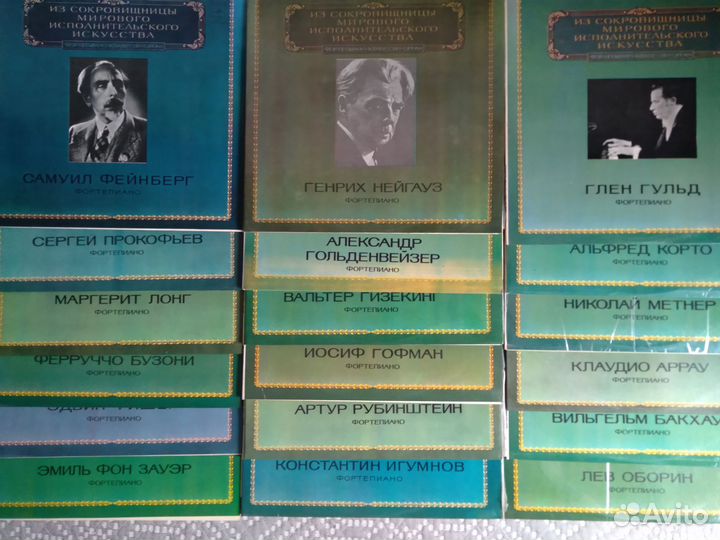 ИЗ СОКРОВИЩНИЦЫ
МИРОВОГО
ИСПОЛНИТЕЛЬСКОГО
ИСКУССТВА
САМУИЛ ФЕЙНБЕРГ
ФОРТЕПИАНО
СЕРГЕЙ ПРОКОФЬЕВ
ФОРТЕПИАНО
МАРГЕРИТ ЛОНГ
ФОРТЕПИАНО
ФЕРРУЧЧО БУЗОНИ
ФОРТЕПИАНО
ЭМИЛЬ ФОН ЗАУЭР
ФОРТЕПИАНО
ИЗ СОКРОВИЩНИЦЫ
МИРОВОГО
ИСПОЛНИТЕЛЬСКОГО
ИСКУССТВА
ГЕНРИХ НЕЙГАУЗ
ФОРТЕПИАНО
АЛЕКСАНДР
ГОЛЬДЕНВЕЙЗЕР
ФОРТЕПИАНО
ВАЛЬТЕР ГИЗЕКИНГ
ФОРТЕПИАНО
ИОСИФ ГОФМАН
ФОРТЕПИАНО
АРТУР РУБИНШТЕЙН
ФОРТЕПИАНО
КОНСТАНТИН ИГУМНОВ
ФОРТЕПИАНО
ИЗ СОКРОВИЩНИЦЫ
МИРОВОГО
ИСПОЛНИТЕЛЬСКОГО
ИСКУССТВА
ГЛЕН ГУЛЬД
ФОРТЕПИАНО
АЛЬФРЕД КОРТО
ФОРТЕПИАНО
НИКОЛАЙ МЕТНЕР
ФОРТЕПИАНО
КЛАУДИО АРРАУ
ФОРТЕПИАНО
ВИЛЬГЕЛЬМ БАКХАУ
ФОРТЕПИАНО
ЛЕВ ОБОРИН
ФОРТЕПИАНО
Avito